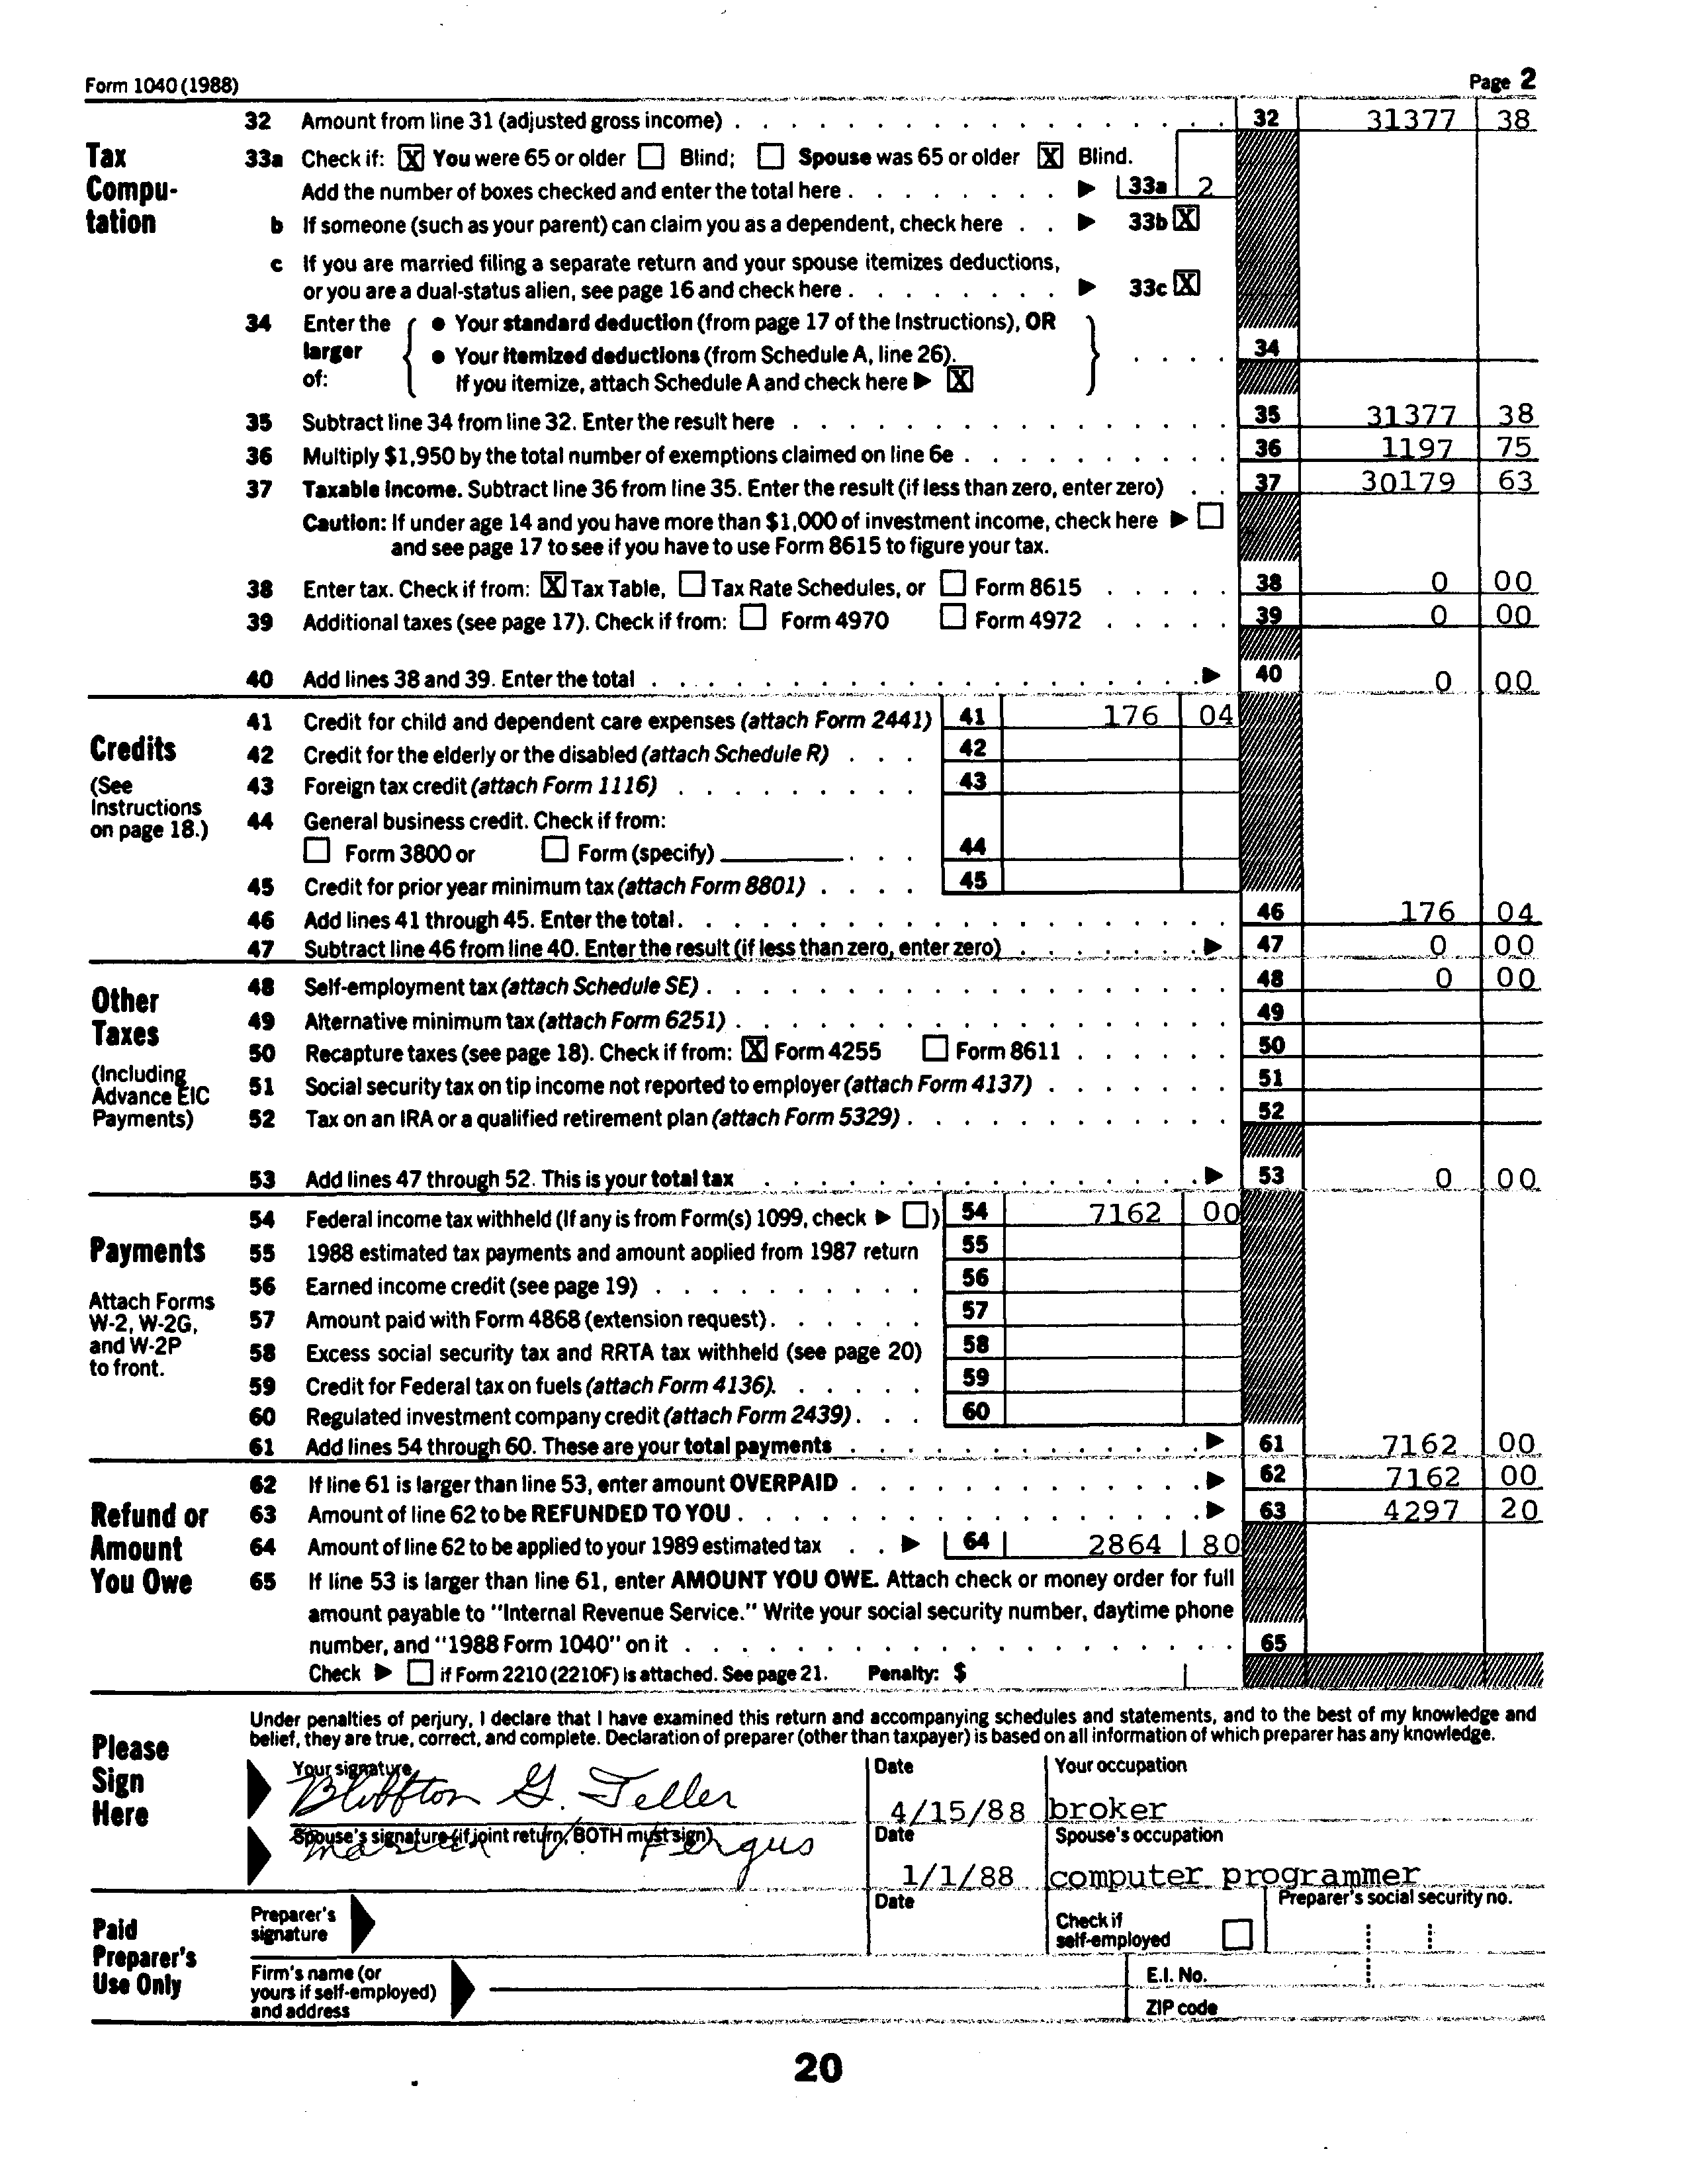 Form 1040 (1988) Page 2
32 Amount from line 31 (adjusted gross income) . . . . 32 31377 38
Tax Compu- tation
33a Check if: [X] You were 65 or older [ ] Blind; [ ] Spouse was 65 or older [X] Blind.
Add the number of boxes checked and enter the total here . . . . ▶ 33a 2
b If someone (such as your parent) can claim you as a dependent, check here . . ▶ 33b [X]
c If you are married filing a separate return and your spouse itemizes deductions,
or you are a dual-status alien, see page 16 and check here . . . . ▶ 33c [X]
34 Enter the larger of: { ● Your standard deduction (from page 17 of the Instructions), OR
● Your itemized deductions (from Schedule A, line 26). } . . . . 34
If you itemize, attach Schedule A and check here ▶ [X]
35 Subtract line 34 from line 32. Enter the result here . . . . 35 31377 38
36 Multiply $1,950 by the total number of exemptions claimed on line 6e . . . . 36 1197 75
37 Taxable income. Subtract line 36 from line 35. Enter the result (if less than zero, enter zero) . . 37 30179 63
Caution: If under age 14 and you have more than $1,000 of investment income, check here ▶ [ ]
and see page 17 to see if you have to use Form 8615 to figure your tax.
38 Enter tax. Check if from: [X] Tax Table, [ ] Tax Rate Schedules, or [ ] Form 8615 . . . . 38 0 00
39 Additional taxes (see page 17). Check if from: [ ] Form 4970 [ ] Form 4972 . . . . 39 0 00
40 Add lines 38 and 39. Enter the total . . . . ▶ 40 0 00
Credits
(See Instructions on page 18.)
41 Credit for child and dependent care expenses (attach Form 2441) 41 176 04
42 Credit for the elderly or the disabled (attach Schedule R) . . . 42
43 Foreign tax credit (attach Form 1116) . . . . 43
44 General business credit. Check if from:
[ ] Form 3800 or [ ] Form (specify) . . . 44
45 Credit for prior year minimum tax (attach Form 8801) . . . . 45
46 Add lines 41 through 45. Enter the total . . . . 46 176 04
47 Subtract line 46 from line 40. Enter the result (if less than zero, enter zero) . . . . ▶ 47 0 00
Other Taxes
(Including Advance EIC Payments)
48 Self-employment tax (attach Schedule SE) . . . . 48 0 00
49 Alternative minimum tax (attach Form 6251) . . . . 49
50 Recapture taxes (see page 18). Check if from: [X] Form 4255 [ ] Form 8611 . . . . 50
51 Social security tax on tip income not reported to employer (attach Form 4137) . . . . 51
52 Tax on an IRA or a qualified retirement plan (attach Form 5329) . . . . 52
53 Add lines 47 through 52. This is your total tax . . . . ▶ 53 0 00
Payments
Attach Forms W-2, W-2G, and W-2P to front.
54 Federal income tax withheld (If any is from Form(s) 1099, check ▶ [ ]) 54 7162 00
55 1988 estimated tax payments and amount applied from 1987 return 55
56 Earned income credit (see page 19) . . . . 56
57 Amount paid with Form 4868 (extension request) . . . . 57
58 Excess social security tax and RRTA tax withheld (see page 20) 58
59 Credit for Federal tax on fuels (attach Form 4136). . . . 59
60 Regulated investment company credit (attach Form 2439) . . . 60
61 Add lines 54 through 60. These are your total payments . . . . ▶ 61 7162 00
Refund or Amount You Owe
62 If line 61 is larger than line 53, enter amount OVERPAID . . . . ▶ 62 7162 00
63 Amount of line 62 to be REFUNDED TO YOU . . . . ▶ 63 4297 20
64 Amount of line 62 to be applied to your 1989 estimated tax . . ▶ 64 2864 80
65 If line 53 is larger than line 61, enter AMOUNT YOU OWE. Attach check or money order for full
amount payable to "Internal Revenue Service." Write your social security number, daytime phone
number, and "1988 Form 1040" on it . . . . 65
Check ▶ [ ] if Form 2210 (2210F) is attached. See page 21. Penalty: $
Please Sign Here
Under penalties of perjury, I declare that I have examined this return and accompanying schedules and statements, and to the best of my knowledge and
belief, they are true, correct, and complete. Declaration of preparer (other than taxpayer) is based on all information of which preparer has any knowledge.
Your signature Date Your occupation
Bluffton G. Teller 4/15/88 broker
Spouse's signature (if joint return, BOTH must sign) Date Spouse's occupation
Fergus 1/1/88 computer programmer
Paid Preparer's Use Only
Preparer's signature Date Check if self-employed [ ] Preparer's social security no.
Firm's name (or yours if self-employed) and address E.I. No.
ZIP code
20